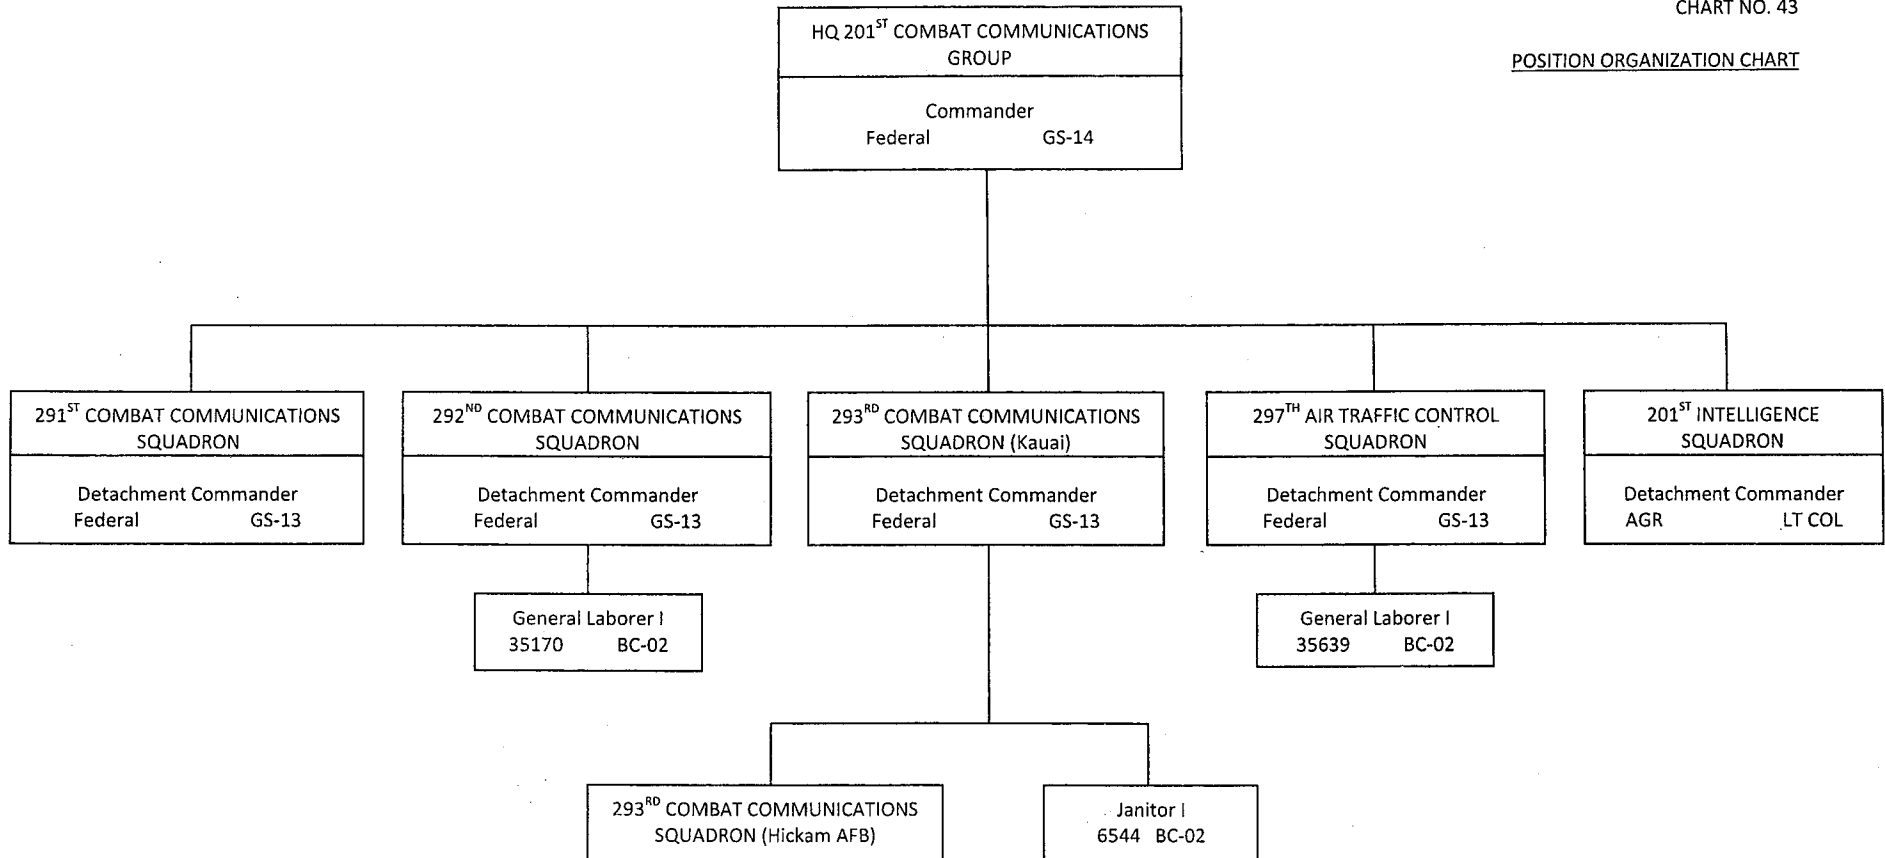 CHART NO. 43
POSITION ORGANIZATION CHART
HQ 201ST COMBAT COMMUNICATIONS
GROUP
Commander
Federal GS-14
291ST COMBAT COMMUNICATIONS
SQUADRON
Detachment Commander
Federal GS-13
292ND COMBAT COMMUNICATIONS
SQUADRON
Detachment Commander
Federal GS-13
293RD COMBAT COMMUNICATIONS
SQUADRON (Kauai)
Detachment Commander
Federal GS-13
297TH AIR TRAFFIC CONTROL
SQUADRON
Detachment Commander
Federal GS-13
201ST INTELLIGENCE
SQUADRON
Detachment Commander
AGR LT COL
General Laborer I
35170 BC-02
General Laborer I
35639 BC-02
293RD COMBAT COMMUNICATIONS
SQUADRON (Hickam AFB)
Janitor I
6544 BC-02